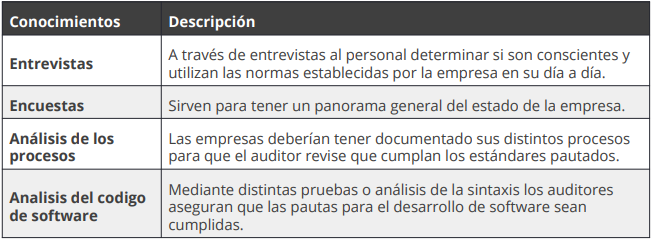 Conocimientos Descripción
Entrevistas
A través de entrevistas al personal determinar si son conscientes y
utilizan las normas establecidas por la empresa en su día a día.
Encuestas Sirven para tener un panorama general del estado de la empresa.
Análisis de los
procesos
Las empresas deberían tener documentado sus distintos procesos
para que el auditor revise que cumplan los estándares pautados.
Analisis del codigo
de software
Mediante distintas pruebas o análisis de la sintaxis los auditores
aseguran que las pautas para el desarrollo de software sean
cumplidas.